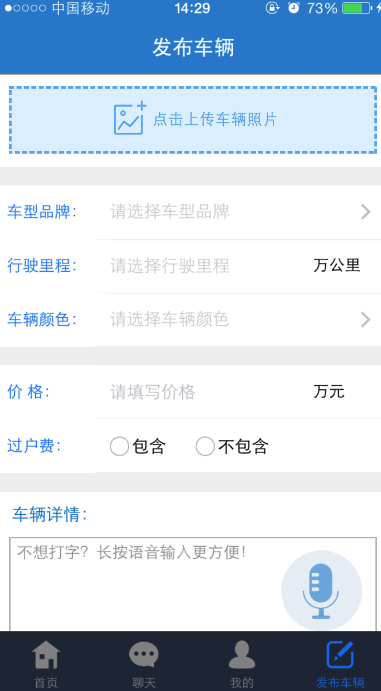 中国移动 14:29 73%
发布车辆
点击上传车辆照片
车型品牌: 请选择车型品牌
行驶里程: 请选择行驶里程 万公里
车辆颜色: 请选择车辆颜色
价 格: 请填写价格 万元
过户费: 包含 不包含
车辆详情:
不想打字? 长按语音输入更方便!
首页 聊天 我的 发布车辆